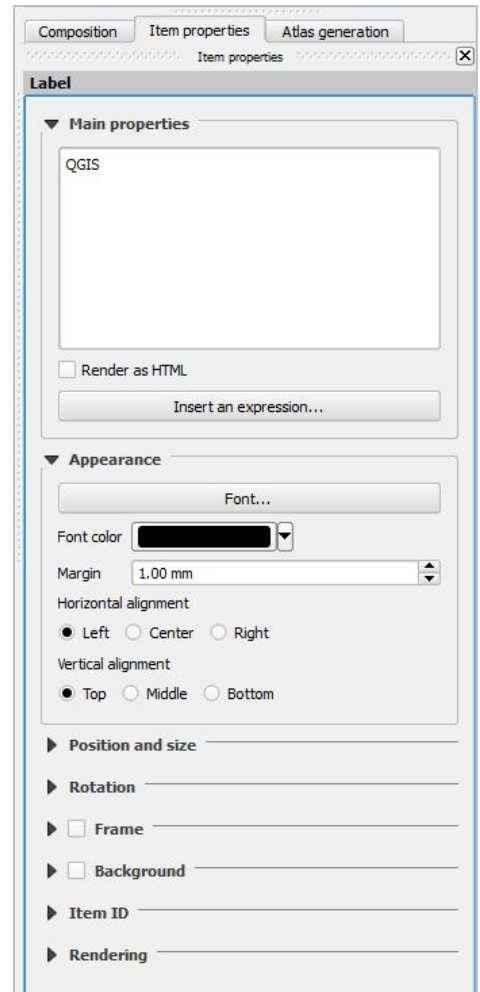 Composition Item properties Atlas generation
Item properties
Label
Main properties
QGIS
Render as HTML
Insert an expression...
Appearance
Font...
Font color
Margin 1.00 mm
Horizontal alignment
Left Center Right
Vertical alignment
Top Middle Bottom
Position and size
Rotation
Frame
Background
Item ID
Rendering